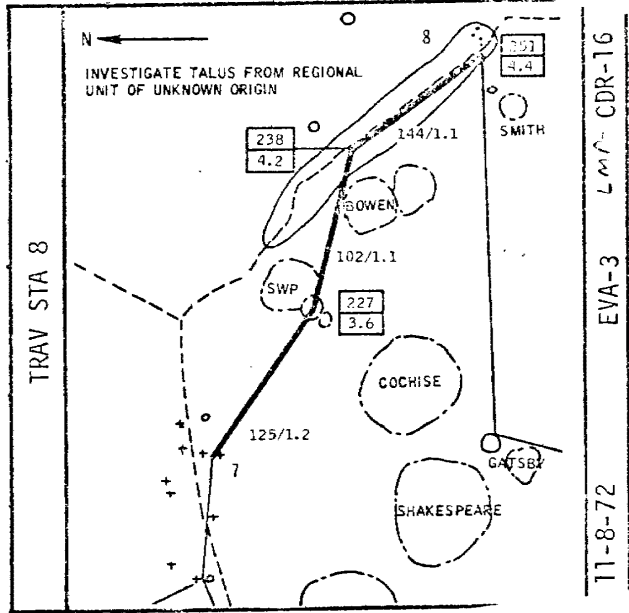 TRAV STA 8
N
INVESTIGATE TALUS FROM REGIONAL
UNIT OF UNKNOWN ORIGIN
8
4.4
SMITH
144/1.1
238
4.2
BOWEN
102/1.1
SWP
227
3.6
COCHISE
125/1.2
7
GATSBY
SHAKESPEARE
11-8-72 EVA-3 LMP CDR-16